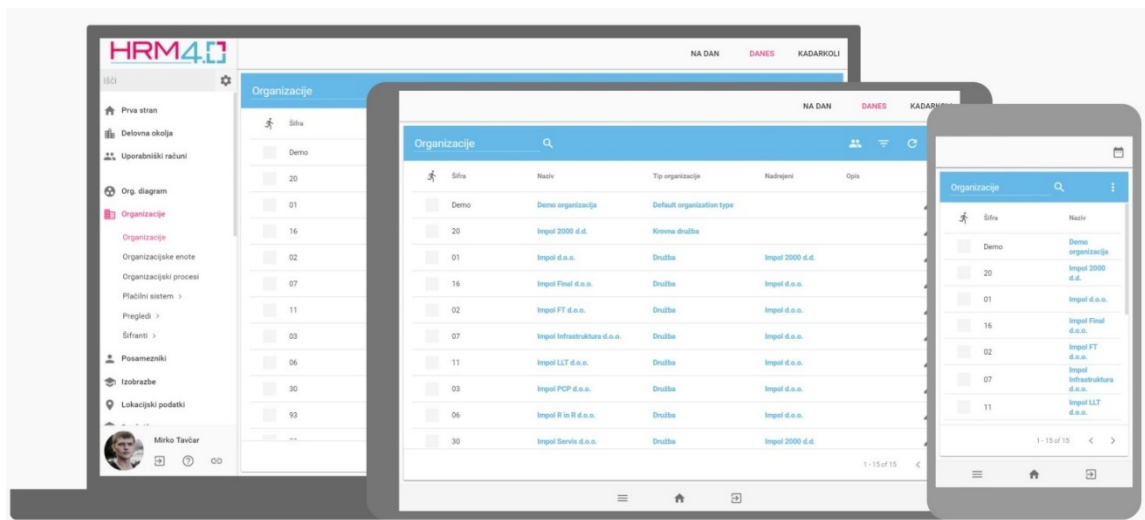 HRM4.0
NA DAN DANES KADARKOLI
Išči
Organizacije
Prva stran
Delovna okolja
Uporabniški računi
Org. diagram
Organizacije
Organizacije
Organizacijske enote
Organizacijski procesi
Plačilni sistem >
Pregledi >
Šifranti >
Posamezniki
Izobrazbe
Lokacijski podatki
Mirko Tavčar
Šifra
Demo
20
01
16
02
07
11
03
06
30
93
NA DAN DANES
Organizacije
Šifra Naziv Tip organizacije Nadrejeni Opis
Demo Demo organizacija Default organization type
20 Impol 2000 d.d. Krovna družba
01 Impol d.o.o. Družba Impol 2000 d.d.
16 Impol Final d.o.o. Družba Impol d.o.o.
02 Impol FT d.o.o. Družba Impol d.o.o.
07 Impol Infrastruktura d.o.o. Družba Impol d.o.o.
11 Impol LLT d.o.o. Družba Impol d.o.o.
03 Impol PCP d.o.o. Družba Impol d.o.o.
06 Impol R in R d.o.o. Družba Impol d.o.o.
30 Impol Servis d.o.o. Družba Impol 2000 d.d.
1 - 15 of 15 <
Organizacije
Šifra Naziv
Demo Demo
organizacija
20 Impol 2000
d.d.
01 Impol d.o.o.
16 Impol Final
d.o.o.
02 Impol FT
d.o.o.
07 Impol
Infrastruktura
d.o.o.
11 Impol LLT
d.o.o.
1 - 15 of 15 < >